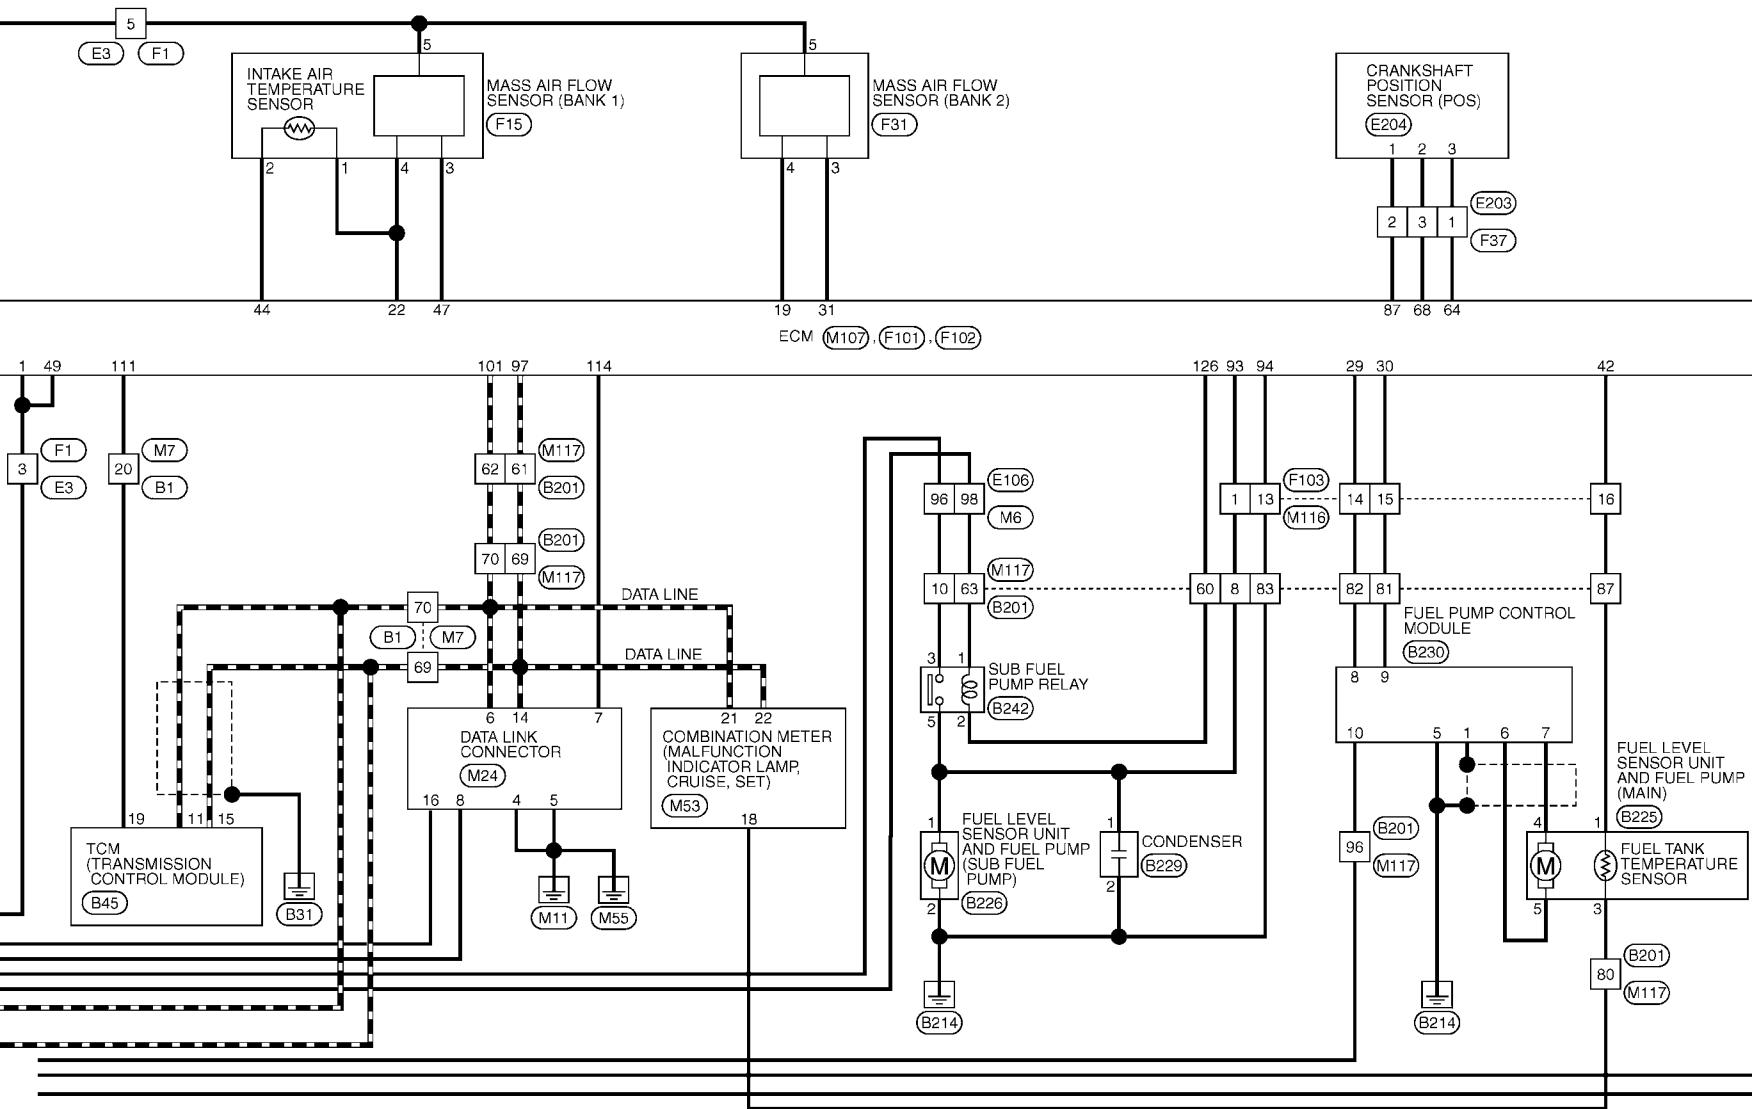 5
E3 F1
5
5
INTAKE AIR
TEMPERATURE
SENSOR
MASS AIR FLOW
SENSOR (BANK 1)
F15
MASS AIR FLOW
SENSOR (BANK 2)
F31
CRANKSHAFT
POSITION
SENSOR (POS)
E204
1 2 3
2 1 4 3
4 3
E203
2 3 1
F37
44 22 47 19 31 87 68 64
ECM M107 , F101 , F102
1 49 111 101 97 114 126 93 94 29 30 42
F1 M7 M117
3 20 62 61
E3 B1 B201
E106 F103
96 98 1 13 14 15 16
M6 M116
B201
70 69
M117
M117
10 63 60 8 83 82 81 87
B201
DATA LINE
70
B1 M7
DATA LINE
69
FUEL PUMP CONTROL
MODULE
B230
8 9
3 1
SUB FUEL
PUMP RELAY
B242
5 2
6 14 7
DATA LINK
CONNECTOR
M24
16 8 4 5
21 22
COMBINATION METER
(MALFUNCTION
INDICATOR LAMP,
CRUISE, SET)
M53
18
10 5 1 6 7
FUEL LEVEL
SENSOR UNIT
AND FUEL PUMP
(MAIN)
B225
19 11 15
TCM
(TRANSMISSION
CONTROL MODULE)
B45
B31
M11 M55
1
M
2
FUEL LEVEL
SENSOR UNIT
AND FUEL PUMP
(SUB FUEL
PUMP)
B226
1
CONDENSER
B229
2
B201
96
M117
4 1
M
FUEL TANK
TEMPERATURE
SENSOR
5 3
B201
80
M117
B214 B214